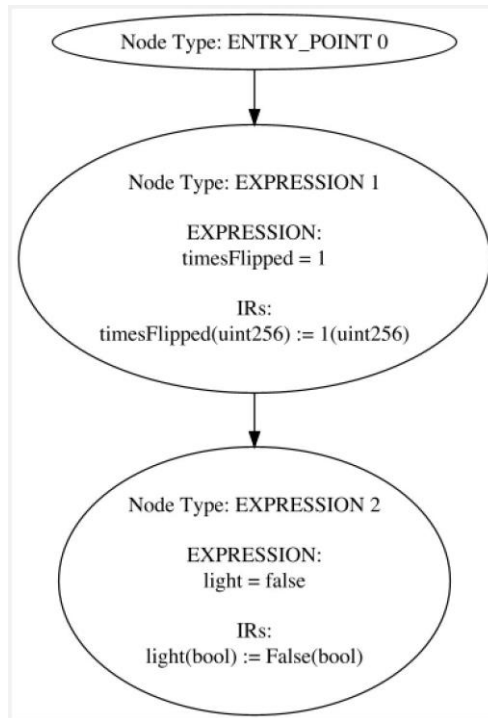 Node Type: ENTRY_POINT 0
Node Type: EXPRESSION 1
EXPRESSION:
timesFlipped = 1
IRs:
timesFlipped(uint256) := 1(uint256)
Node Type: EXPRESSION 2
EXPRESSION:
light = false
IRs:
light(bool) := False(bool)